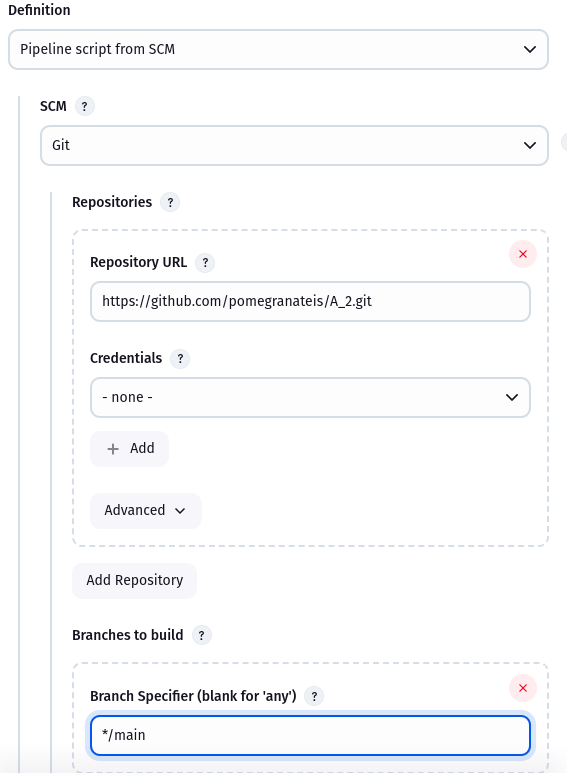 Definition
Pipeline script from SCM
SCM ?
Git
Repositories ?
Repository URL ?
https://github.com/pomegranateis/A_2.git
Credentials ?
- none -
+ Add
Advanced
Add Repository
Branches to build ?
Branch Specifier (blank for 'any') ?
*/main